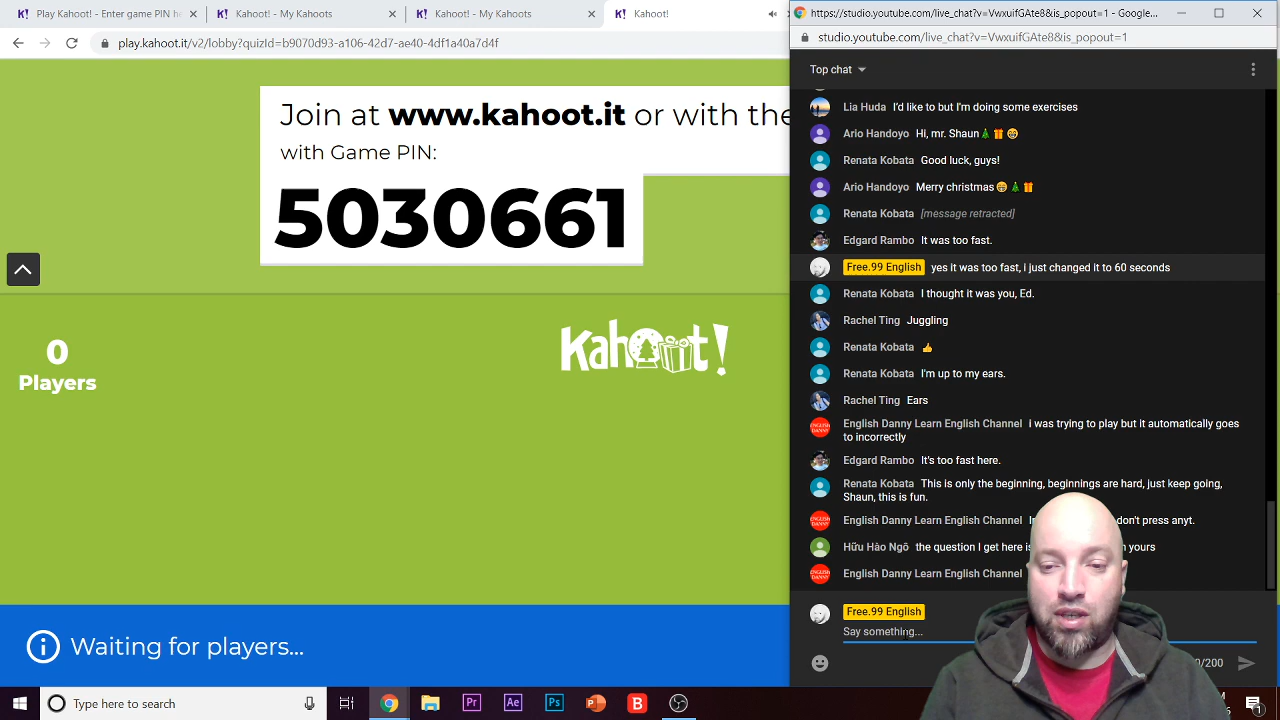 Play Kahoot! - Enter game PIN he
Kahoot! - My Kahoots
Kahoot! - My Kahoots
Kahoot!
play.kahoot.it/v2/lobby?quizId=b9070d93-a106-42d7-ae40-4df1a40a7d4f
Join at www.kahoot.it or with the
with Game PIN:
5030661
0
Players
Kahoot!
Waiting for players...
Type here to search
https://studio.youtube.com/live_chat?v=VwxuifGAte8&is_popout=1 - Google...
studio.youtube.com/live_chat?v=VwxuifGAte8&is_popout=1
Top chat
Lia Huda I'd like to but I'm doing some exercises
Ario Handoyo Hi, mr. Shaun🎄🎁😁
Renata Kobata Good luck, guys!
Ario Handoyo Merry christmas 😁🎄🎁
Renata Kobata [message retracted]
Edgard Rambo It was too fast.
Free.99 English yes it was too fast, i just changed it to 60 seconds
Renata Kobata I thought it was you, Ed.
Rachel Ting Juggling
Renata Kobata 👍
Renata Kobata I'm up to my ears.
Rachel Ting Ears
English Danny Learn English Channel i was trying to play but it automatically goes
to incorrectly
Edgard Rambo It's too fast here.
Renata Kobata This is only the beginning, beginnings are hard, just keep going,
Shaun, this is fun.
English Danny Learn English Channel don't press anyt.
Hữu Hào Ngô the question I get here is yours
English Danny Learn English Channel
Free.99 English
Say something...
/200
Pr
Ae
Ps
P
B